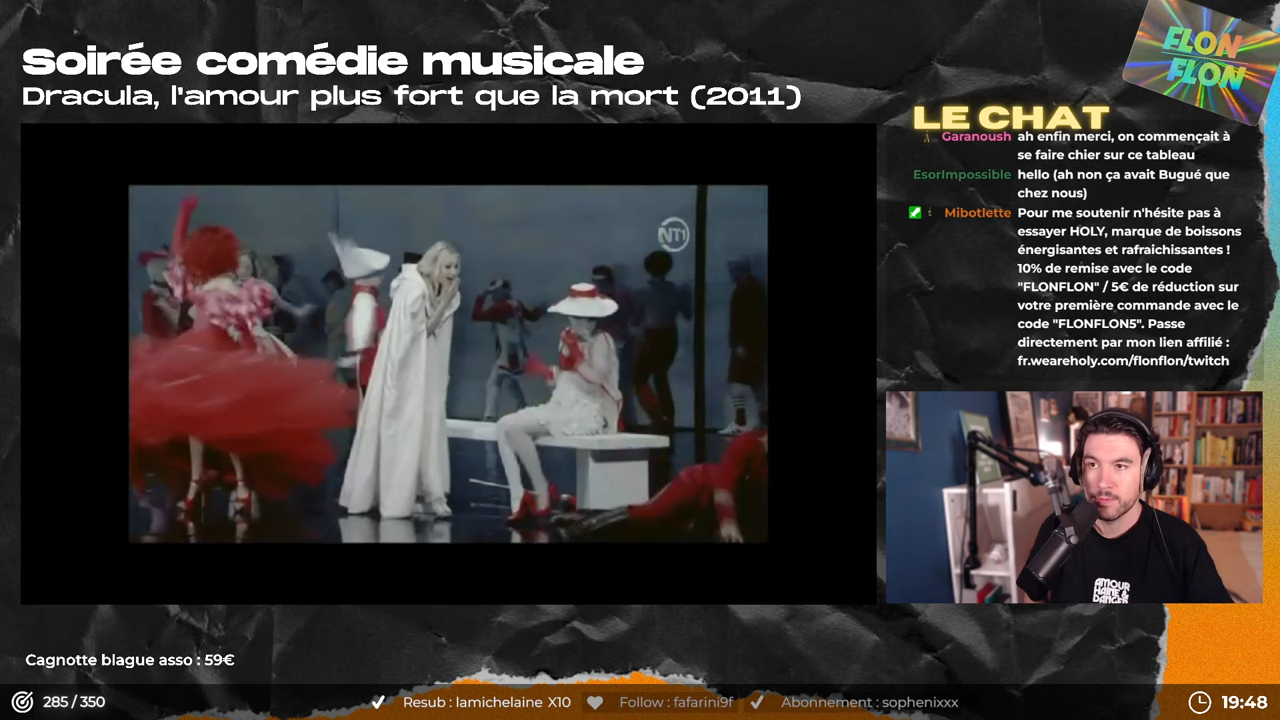 Soirée comédie musicale
Dracula, l'amour plus fort que la mort (2011)
FLON
FLON
LE CHAT
Garanoush ah enfin merci, on commençait à
se faire chier sur ce tableau
EsorImpossible hello (ah non ça avait Bugué que
chez nous)
Mibotlette Pour me soutenir n'hésite pas à
essayer HOLY, marque de boissons
énergisantes et rafraichissantes !
10% de remise avec le code
"FLONFLON" / 5€ de réduction sur
votre première commande avec le
code "FLONFLON5". Passe
directement par mon lien affilié :
fr.weareholy.com/flonflon/twitch
NT1
AMOUR
HAINE &
DANGER
Cagnotte blague asso : 59€
285 / 350
Resub : lamichelaine X10
Follow : fafarini9f
Abonnement : sophenixxx
19:48